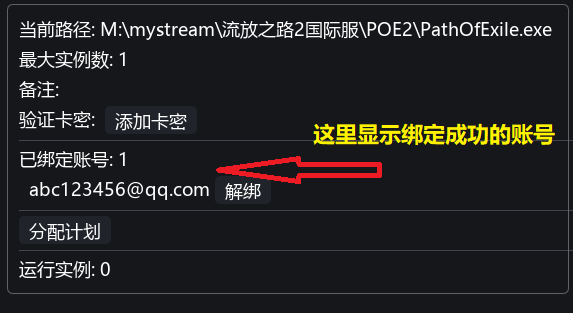 当前路径: M:\mystream\流放之路2国际服\POE2\PathOfExile.exe
最大实例数: 1
备注:
验证卡密: 添加卡密
这里显示绑定成功的账号
已绑定账号: 1
abc123456@qq.com 解绑
分配计划
运行实例: 0